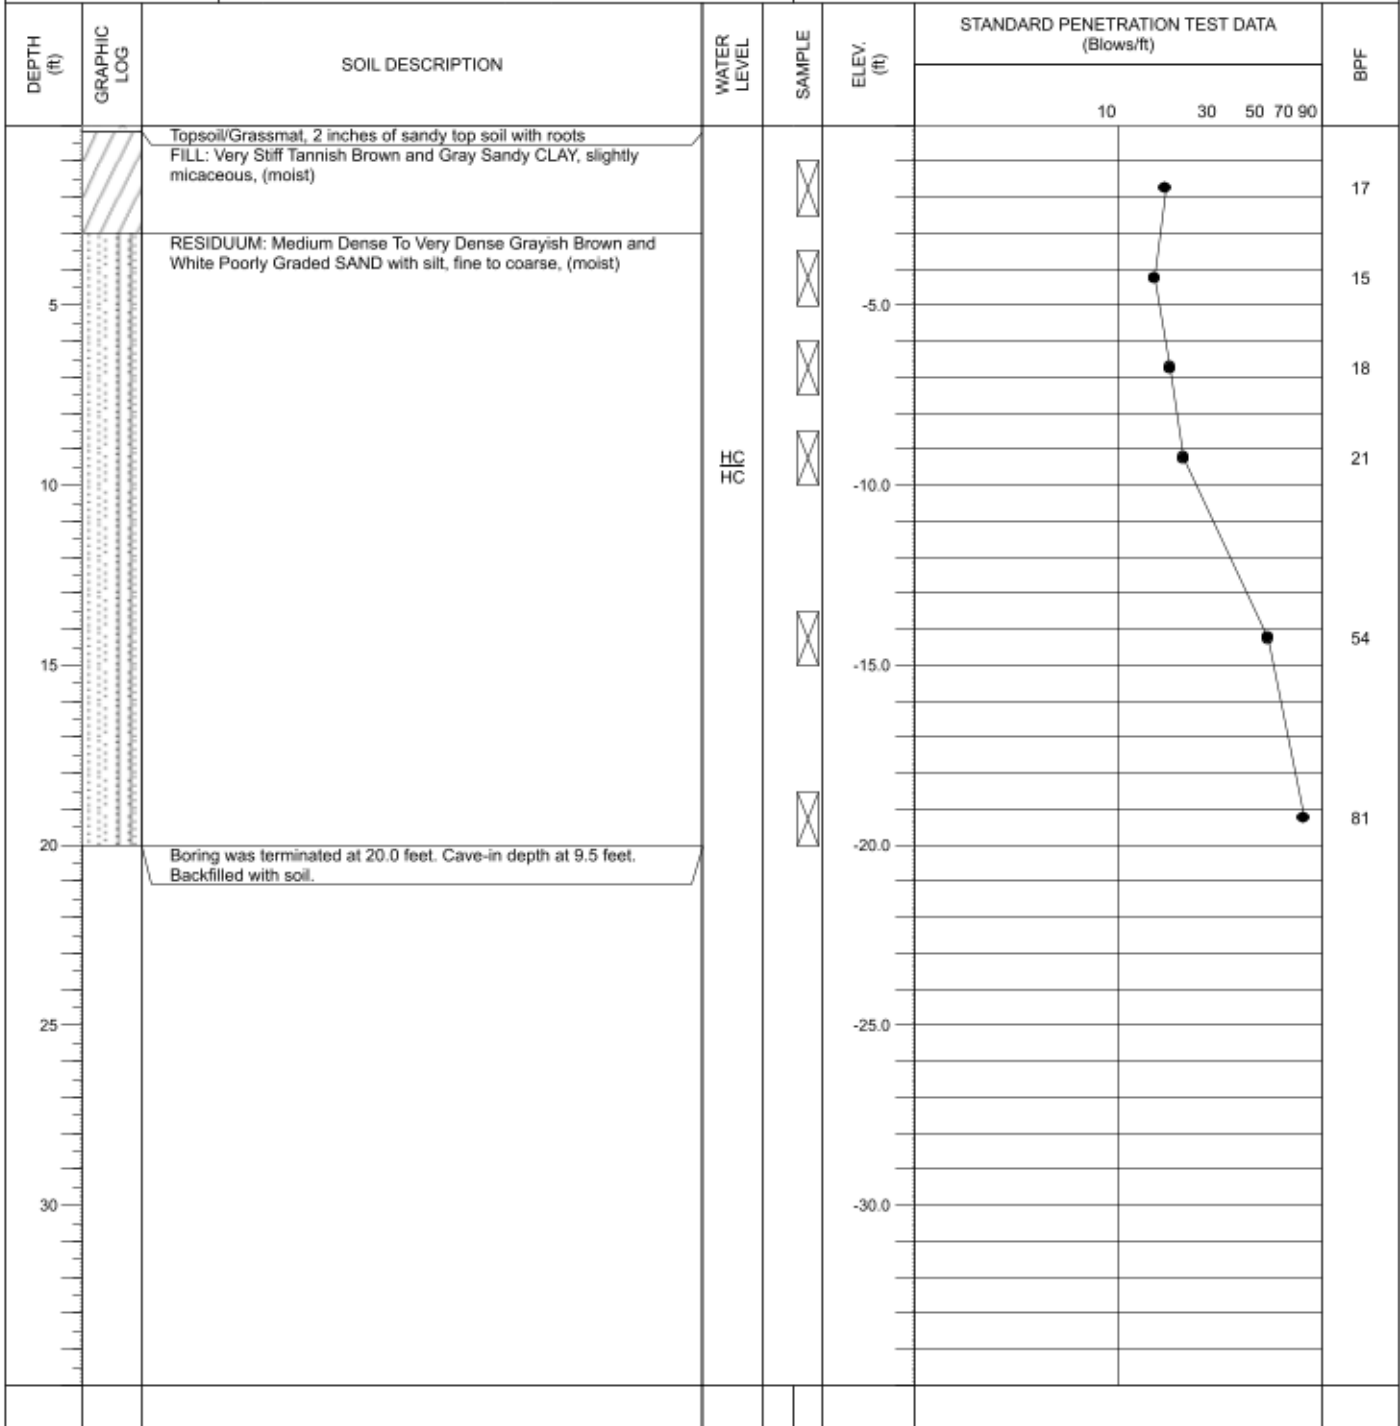 DEPTH
(ft)
GRAPHIC
LOG
SOIL DESCRIPTION
WATER
LEVEL
SAMPLE
ELEV.
(ft)
STANDARD PENETRATION TEST DATA
(Blows/ft)
BPF
10 30 50 70 90
Topsoil/Grassmat, 2 inches of sandy top soil with roots
FILL: Very Stiff Tannish Brown and Gray Sandy CLAY, slightly
micaceous, (moist)
17
RESIDUUM: Medium Dense To Very Dense Grayish Brown and
White Poorly Graded SAND with silt, fine to coarse, (moist)
15
5 -5.0
18
HC
21
HC
10 -10.0
54
15 -15.0
81
20 -20.0
Boring was terminated at 20.0 feet. Cave-in depth at 9.5 feet.
Backfilled with soil.
25 -25.0
30 -30.0